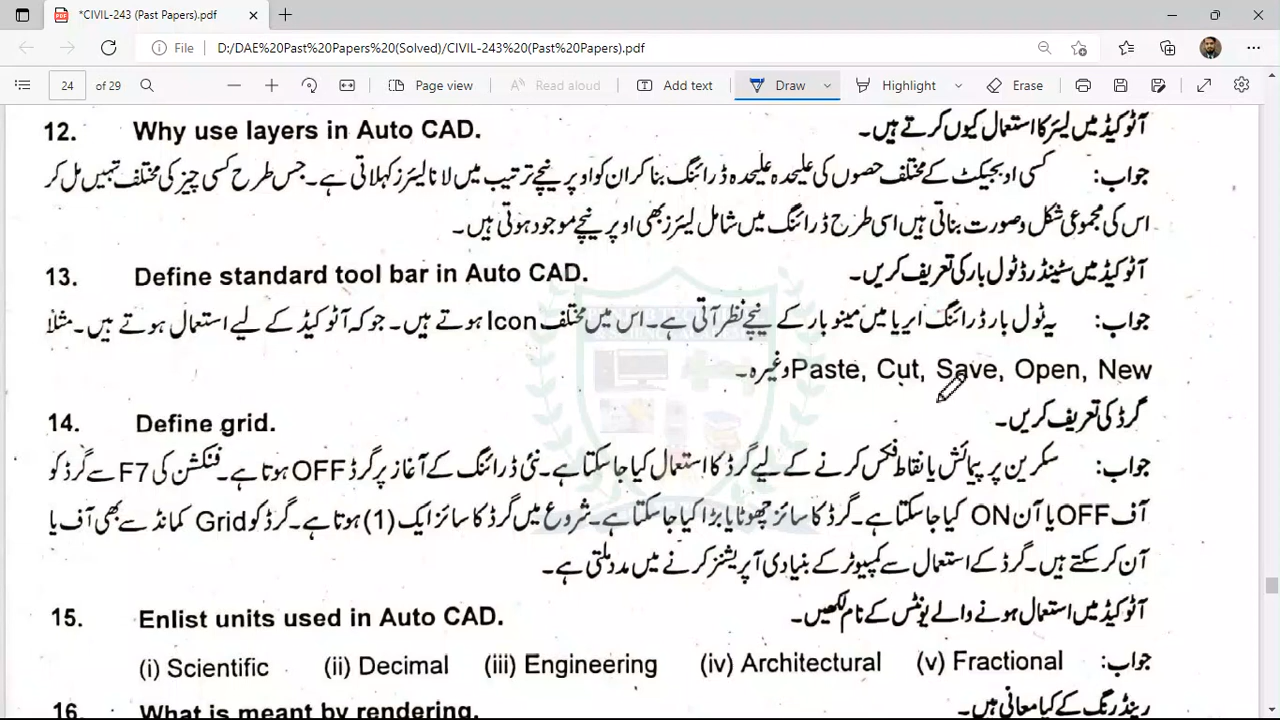 *CIVIL-243 (Past Papers).pdf
File D:/DAE%20Past%20Papers%20(Solved)/CIVIL-243%20(Past%20Papers).pdf
24 of 29 Page view Read aloud Add text Draw Highlight Erase
12. Why use layers in Auto CAD. آٹو کیڈ میں لیئر کا استعمال کیوں کرتے ہیں۔
جواب: کسی اوبجیکٹ کے مختلف حصوں کی علیحدہ علیحدہ ڈرائنگ بنا کر ان کو اوپر نیچے ترتیب میں لانا لیئرز کہلاتی ہے۔ جس طرح کسی چیز کی مختلف تہیں مل کر
اس کی مجموعی شکل و صورت بناتی ہیں اسی طرح ڈرائنگ میں شامل لیئرز بھی اوپر نیچے موجود ہوتی ہیں۔
13. Define standard tool bar in Auto CAD. آٹو کیڈ میں سٹینڈرڈ ٹول بار کی تعریف کریں۔
جواب: یہ ٹول بار ڈرائنگ ایریا میں مینو بار کے نیچے نظر آتی ہے۔ اس میں مختلف Icon ہوتے ہیں۔ جو کہ آٹو کیڈ کے لیے استعمال ہوتے ہیں۔ مثلاً
Paste, Cut, Save, Open, New وغیرہ۔
14. Define grid. گرڈ کی تعریف کریں۔
جواب: سکرین پر پیمائش یا نقاط فکس کرنے کے لیے گرڈ کا استعمال کیا جا سکتا ہے۔ نئی ڈرائنگ کے آغاز پر گرڈ OFF ہوتا ہے۔ فنکشن کی F7 سے گرڈ کو
آف OFF یا آن ON کیا جا سکتا ہے۔ گرڈ کا سائز چھوٹا یا بڑا کیا جا سکتا ہے۔ شروع میں گرڈ کا سائز ایک (1) ہوتا ہے۔ گرڈ کو Grid کمانڈ سے بھی آف یا
آن کر سکتے ہیں۔ گرڈ کے استعمال سے کمپیوٹر کے بنیادی آپریشنز کرنے میں مدد ملتی ہے۔
15. Enlist units used in Auto CAD. آٹو کیڈ میں استعمال ہونے والے یونٹس کے نام لکھیں۔
جواب: (i) Scientific (ii) Decimal (iii) Engineering (iv) Architectural (v) Fractional
16. What is meant by rendering. رینڈرنگ کے کیا معانی ہیں۔